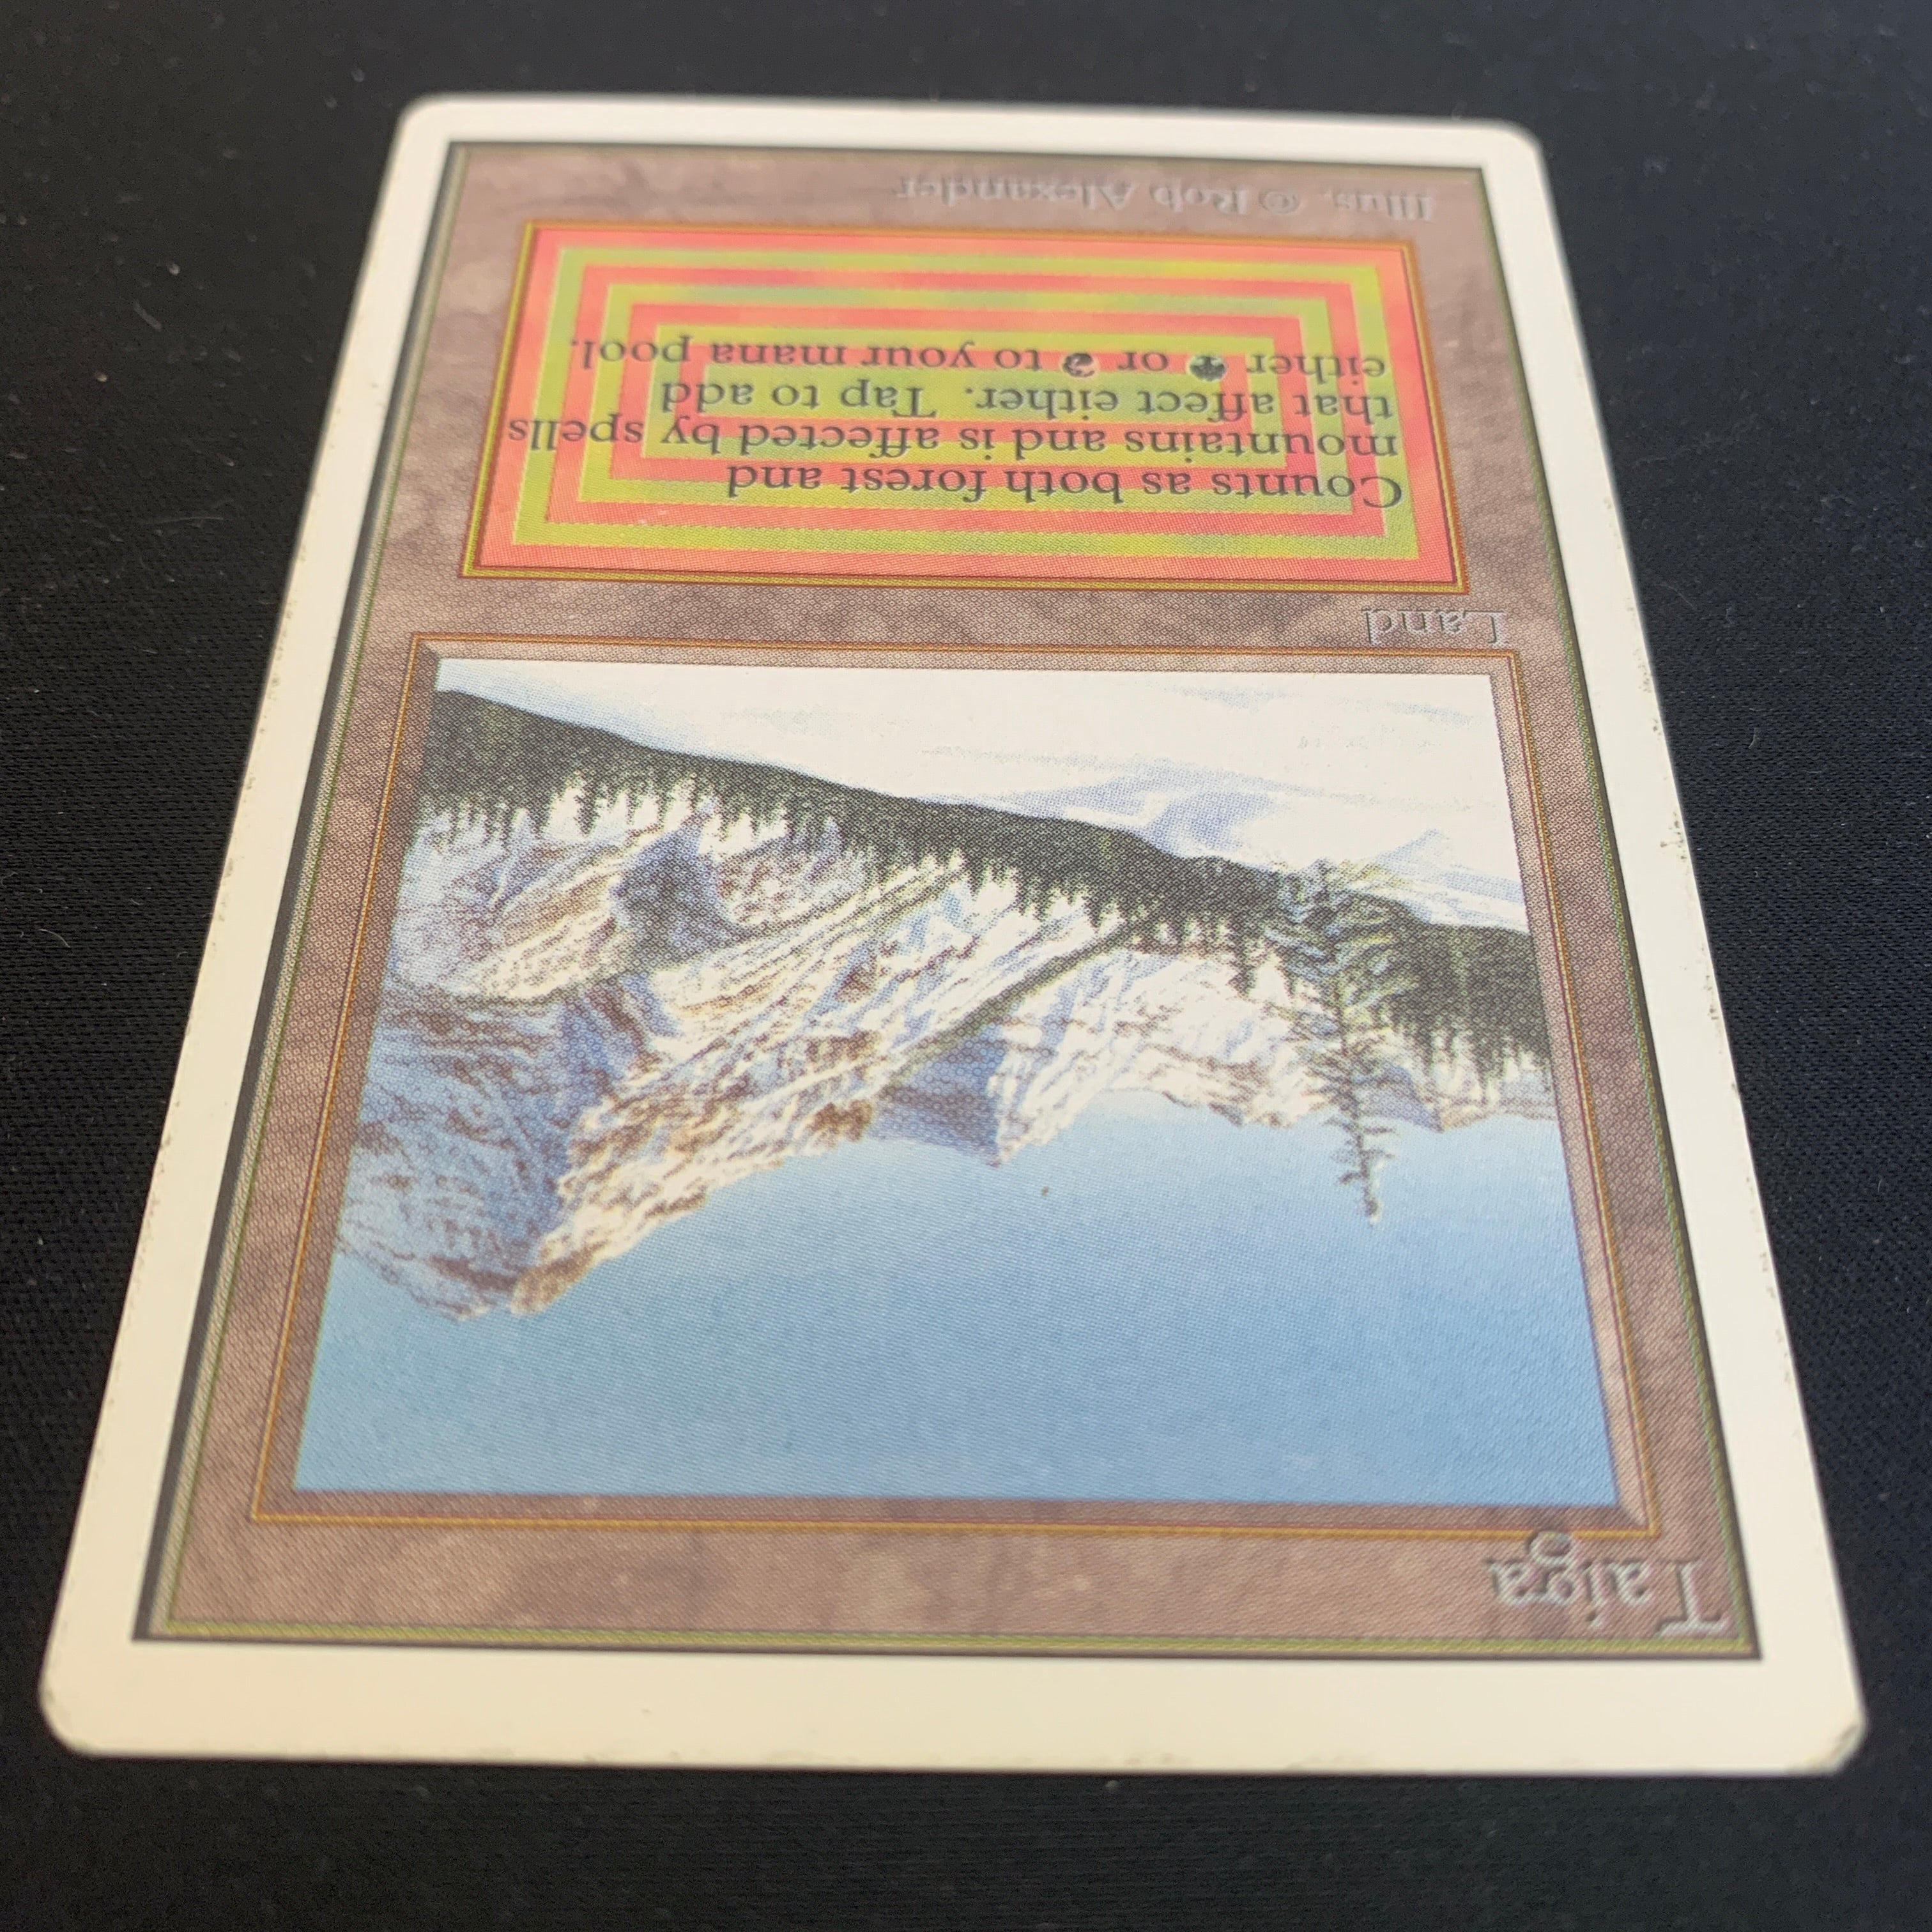 Taiga
Land
Counts as both forest and
mountains and is affected by spells
that affect either. Tap to add
either or to your mana pool.
Illus. © Rob Alexander